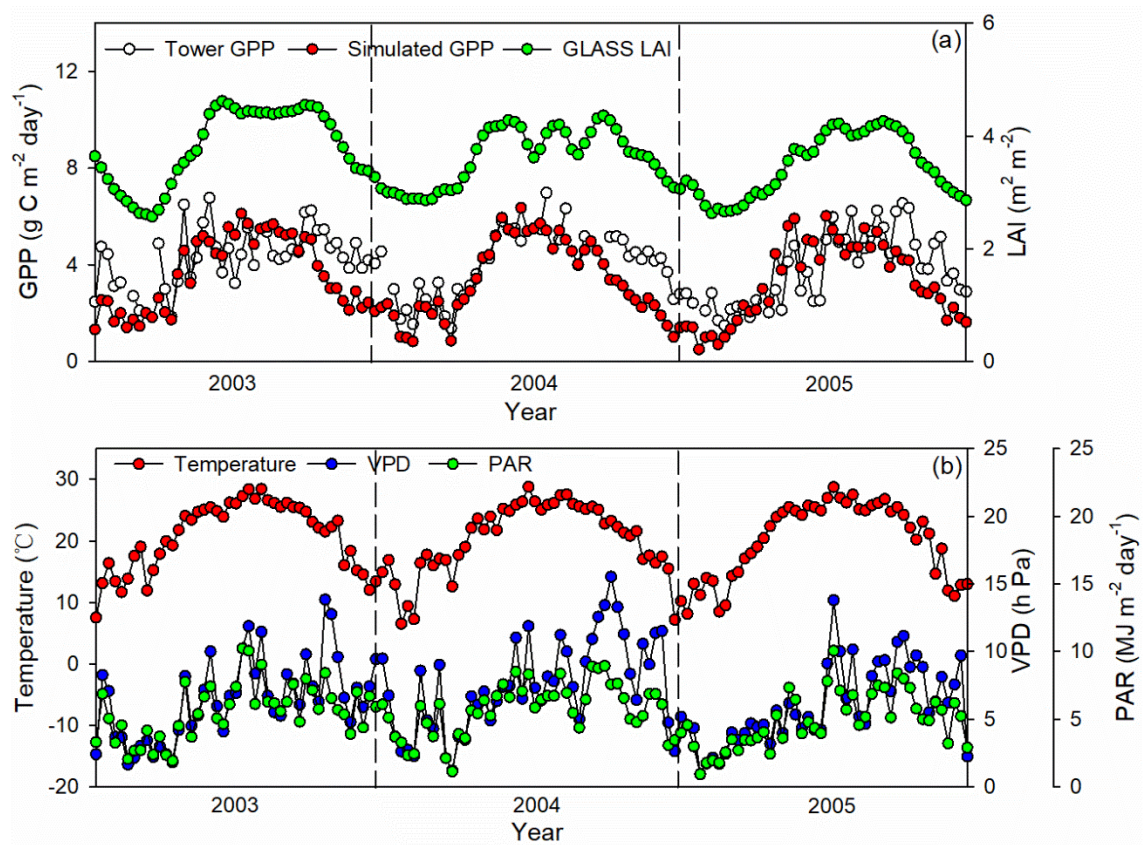 Tower GPP Simulated GPP GLASS LAI (a)
GPP (g C m⁻² day⁻¹)
12
8
4
0
6
4
2
0
LAI (m² m⁻²)
2003 2004 2005
Year
Temperature VPD PAR (b)
Temperature (℃)
30
20
10
0
-10
-20
25
20
15
10
5
0
VPD (h Pa)
25
20
15
10
5
0
PAR (MJ m⁻² day⁻¹)
2003 2004 2005
Year